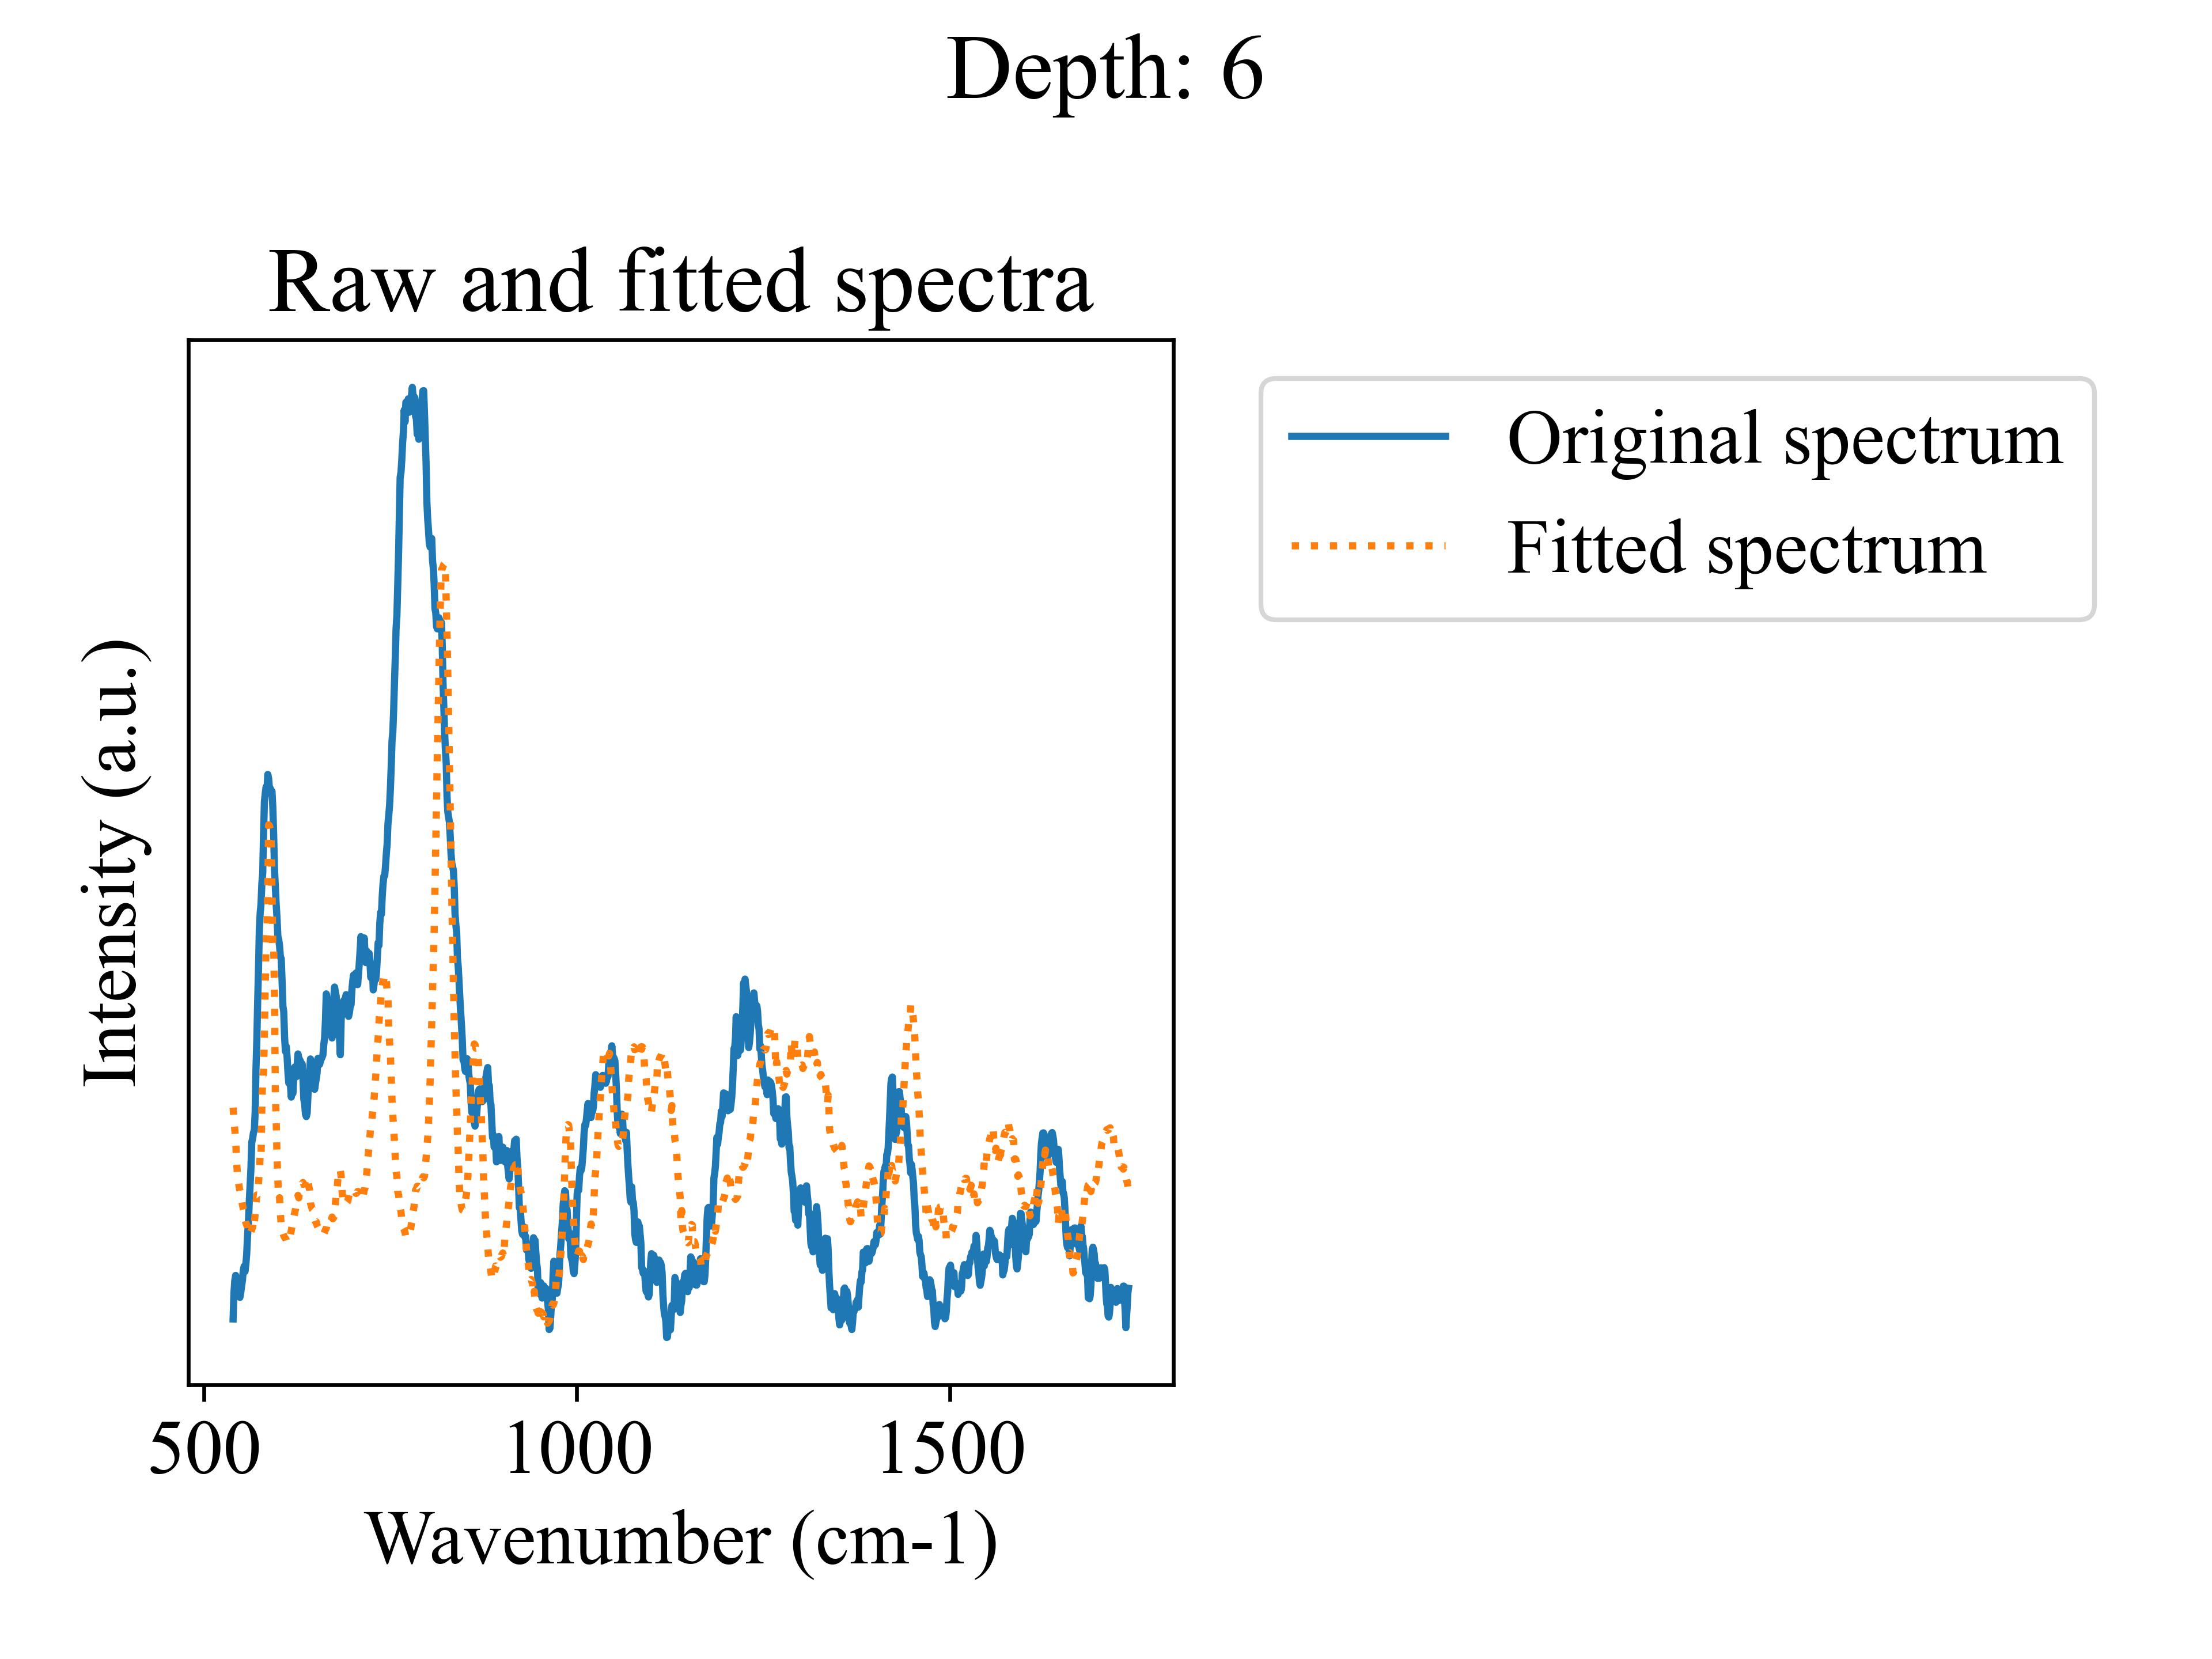 Depth: 6
Raw and fitted spectra
Original spectrum
Fitted spectrum
Intensity (a.u.)
500 1000 1500
Wavenumber (cm-1)